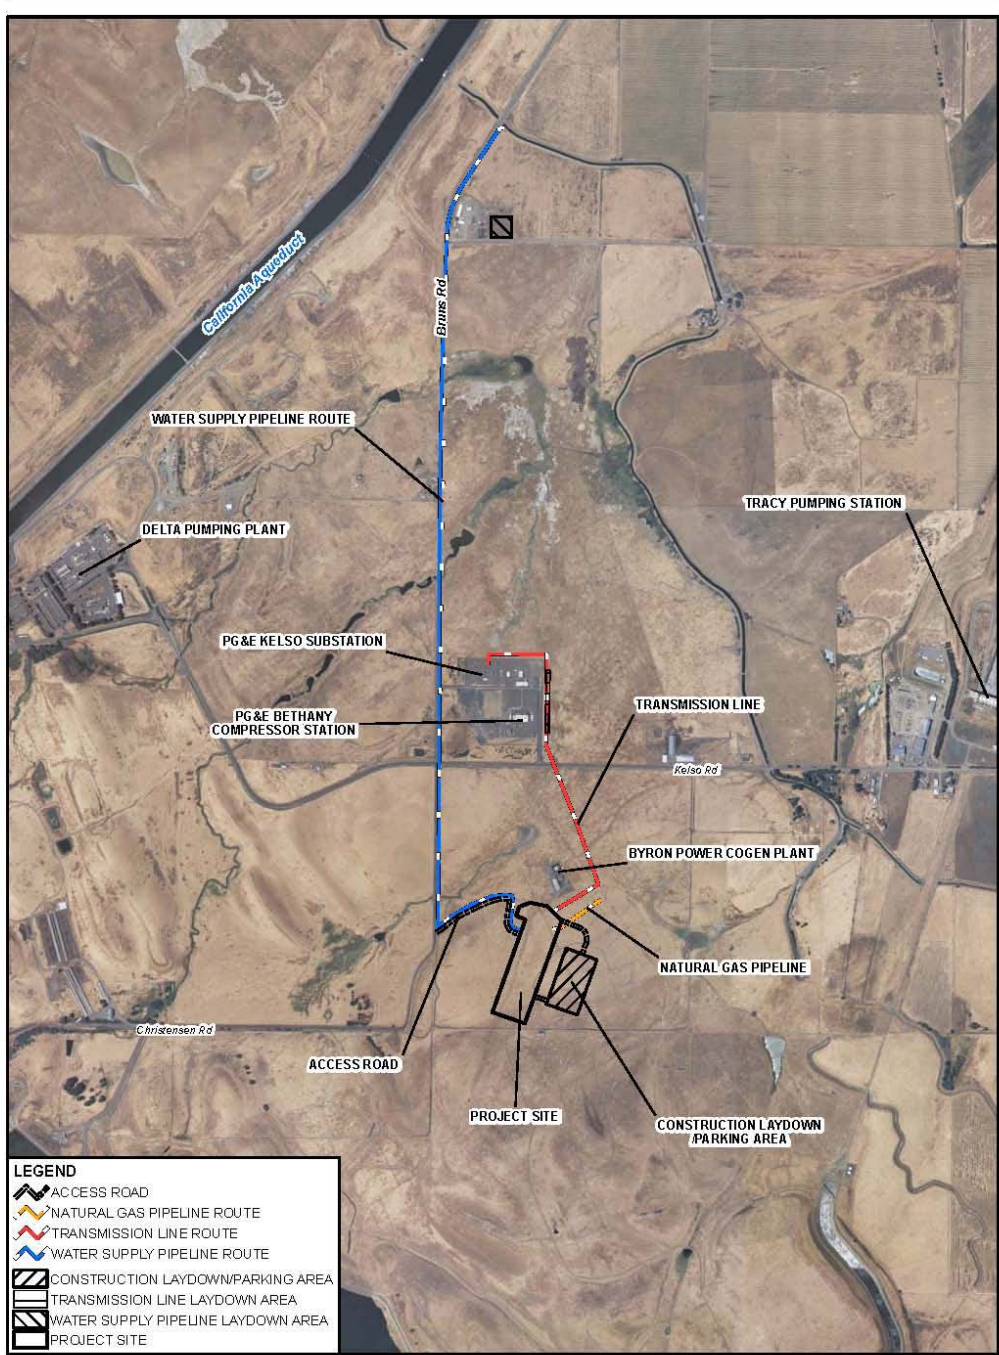 California Aqueduct
Bruns Rd.
WATER SUPPLY PIPELINE ROUTE
TRACY PUMPING STATION
DELTA PUMPING PLANT
PG&E KELSO SUBSTATION
TRANSMISSION LINE
PG&E BETHANY
COMPRESSOR STATION
Kelso Rd
BYRON POWER COGEN PLANT
NATURAL GAS PIPELINE
Christensen Rd
ACCESS ROAD
PROJECT SITE
CONSTRUCTION LAYDOWN
/PARKING AREA
LEGEND
ACCESS ROAD
NATURAL GAS PIPELINE ROUTE
TRANSMISSION LINE ROUTE
WATER SUPPLY PIPELINE ROUTE
CONSTRUCTION LAYDOWN/PARKING AREA
TRANSMISSION LINE LAYDOWN AREA
WATER SUPPLY PIPELINE LAYDOWN AREA
PROJECT SITE